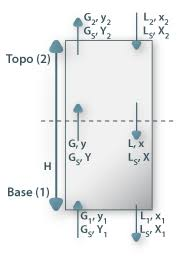 G₂, y₂
Gₛ, Y₂
L₂, x₂
Lₛ, X₂
Topo (2)
G, y
Gₛ, Y
L, x
Lₛ, X
H
Base (1)
G₁, y₁
Gₛ, Y₁
L₁, x₁
Lₛ, X₁